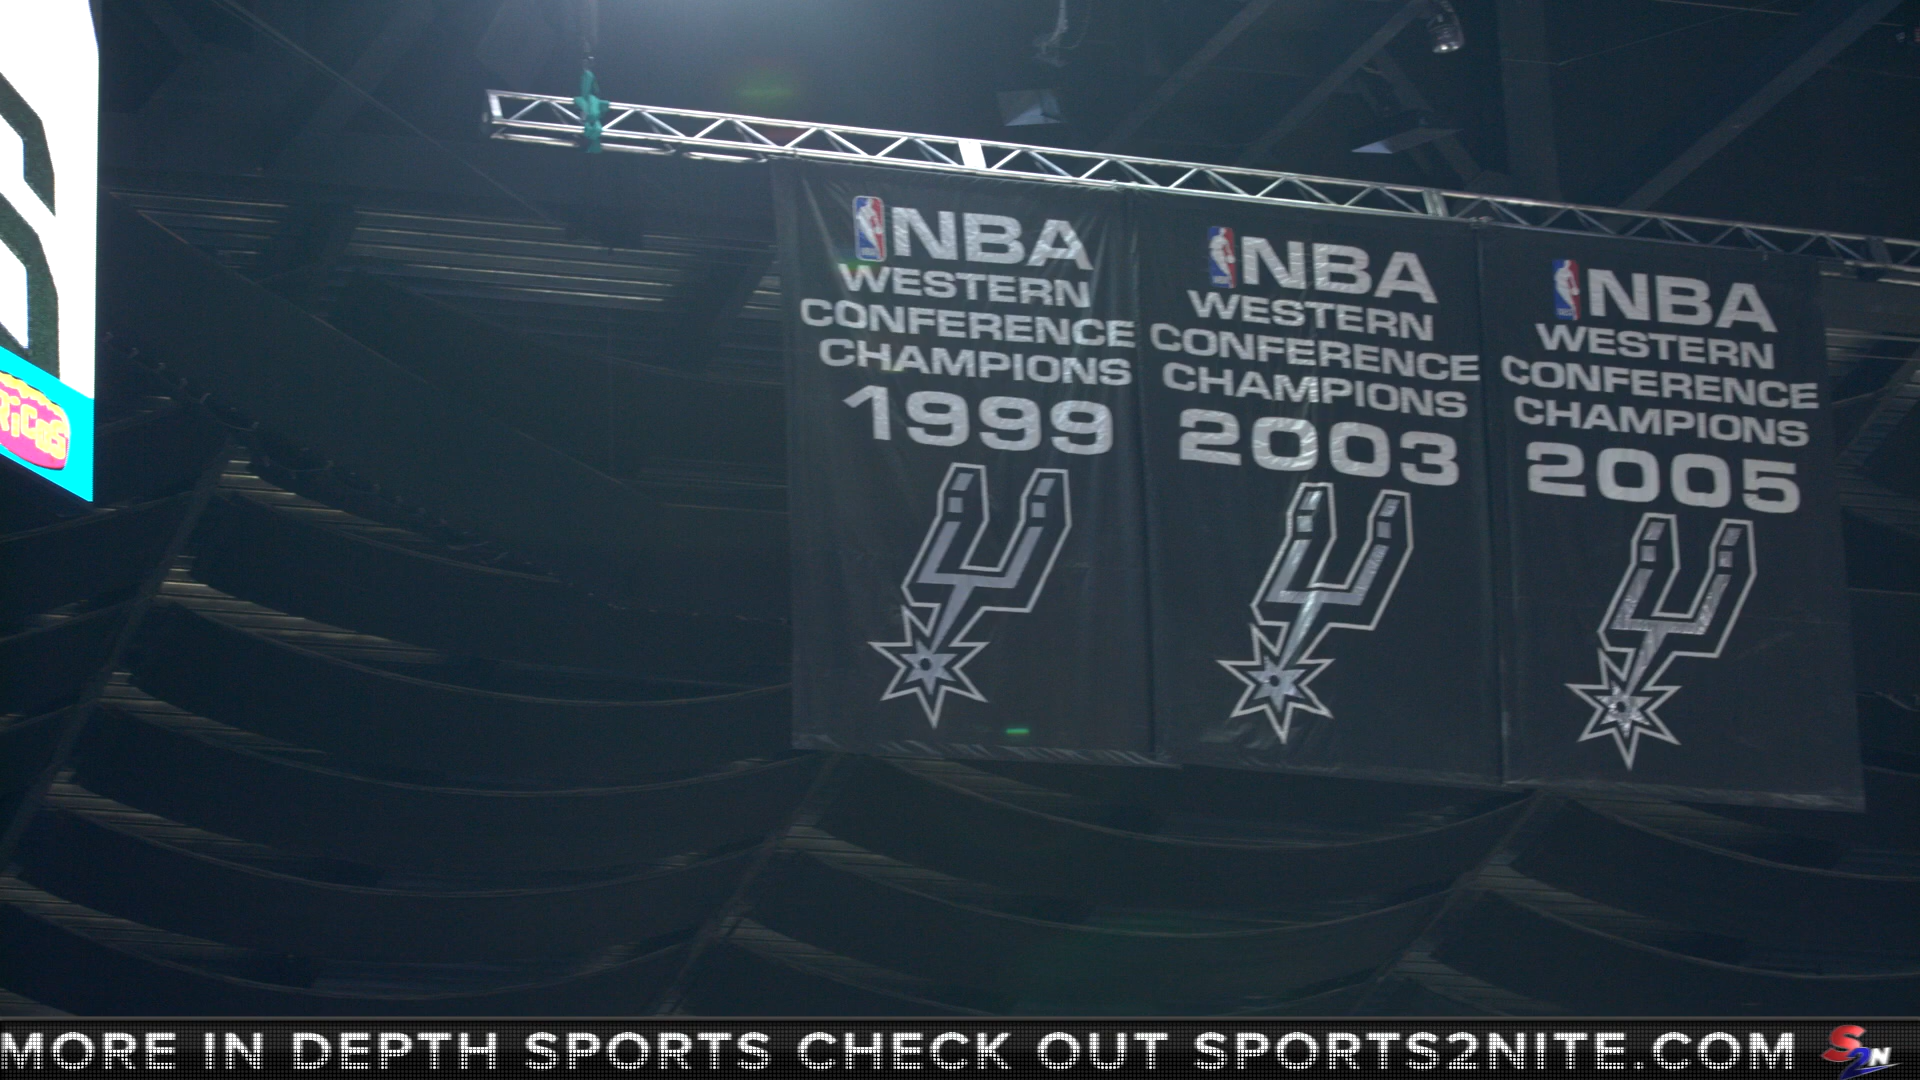 NBA
WESTERN
CONFERENCE
CHAMPIONS
1999
NBA
WESTERN
CONFERENCE
CHAMPIONS
2003
NBA
WESTERN
CONFERENCE
CHAMPIONS
2005
MORE IN DEPTH SPORTS CHECK OUT SPORTS2NITE.COM
S2N